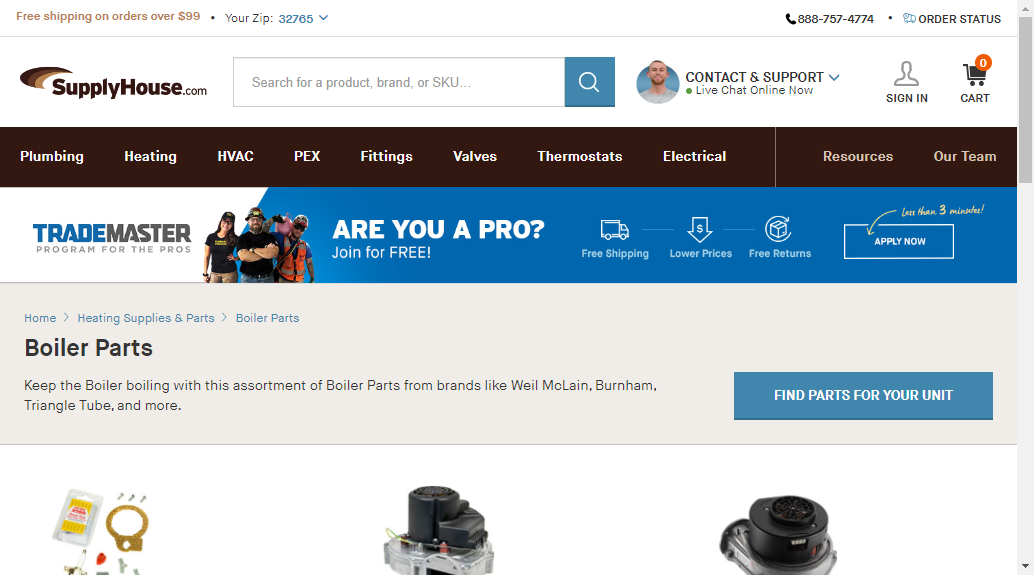 Free shipping on orders over $99 • Your Zip: 32765
888-757-4774 • ORDER STATUS
SupplyHouse.com
Search for a product, brand, or SKU...
CONTACT & SUPPORT
Live Chat Online Now
SIGN IN
0
CART
Plumbing Heating HVAC PEX Fittings Valves Thermostats Electrical Resources Our Team
TRADEMASTER
PROGRAM FOR THE PROS
ARE YOU A PRO?
Join for FREE!
Free Shipping
$
Lower Prices
Free Returns
less than 3 minutes!
APPLY NOW
Home > Heating Supplies & Parts > Boiler Parts
Boiler Parts
Keep the Boiler boiling with this assortment of Boiler Parts from brands like Weil McLain, Burnham,
Triangle Tube, and more.
FIND PARTS FOR YOUR UNIT